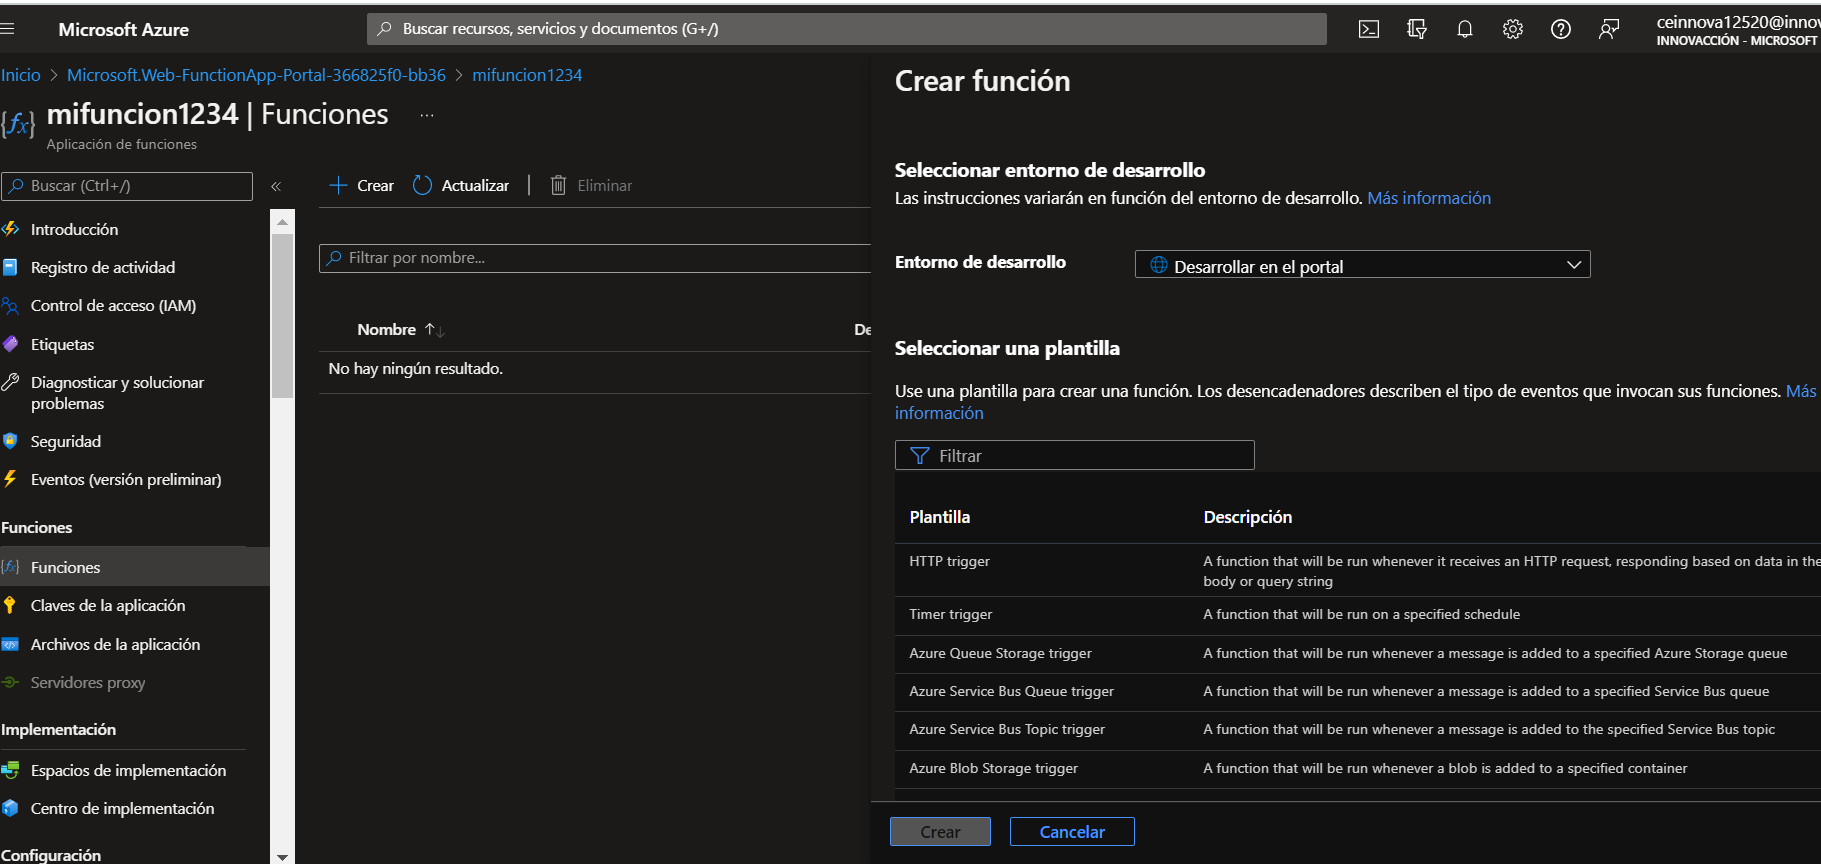 Microsoft Azure
Buscar recursos, servicios y documentos (G+/)
ceinnova12520@innov
INNOVACCIÓN - MICROSOFT
Inicio > Microsoft.Web-FunctionApp-Portal-366825f0-bb36 > mifuncion1234
mifuncion1234 | Funciones ...
Aplicación de funciones
Buscar (Ctrl+/)
Introducción
Registro de actividad
Control de acceso (IAM)
Etiquetas
Diagnosticar y solucionar
problemas
Seguridad
Eventos (versión preliminar)
Funciones
Funciones
Claves de la aplicación
Archivos de la aplicación
Servidores proxy
Implementación
Espacios de implementación
Centro de implementación
Configuración
Crear Actualizar | Eliminar
Filtrar por nombre...
Nombre De
No hay ningún resultado.
Crear función
Seleccionar entorno de desarrollo
Las instrucciones variarán en función del entorno de desarrollo. Más información
Entorno de desarrollo Desarrollar en el portal
Seleccionar una plantilla
Use una plantilla para crear una función. Los desencadenadores describen el tipo de eventos que invocan sus funciones. Más
información
Filtrar
Plantilla Descripción
HTTP trigger A function that will be run whenever it receives an HTTP request, responding based on data in the
body or query string
Timer trigger A function that will be run on a specified schedule
Azure Queue Storage trigger A function that will be run whenever a message is added to a specified Azure Storage queue
Azure Service Bus Queue trigger A function that will be run whenever a message is added to a specified Service Bus queue
Azure Service Bus Topic trigger A function that will be run whenever a message is added to the specified Service Bus topic
Azure Blob Storage trigger A function that will be run whenever a blob is added to a specified container
Crear Cancelar